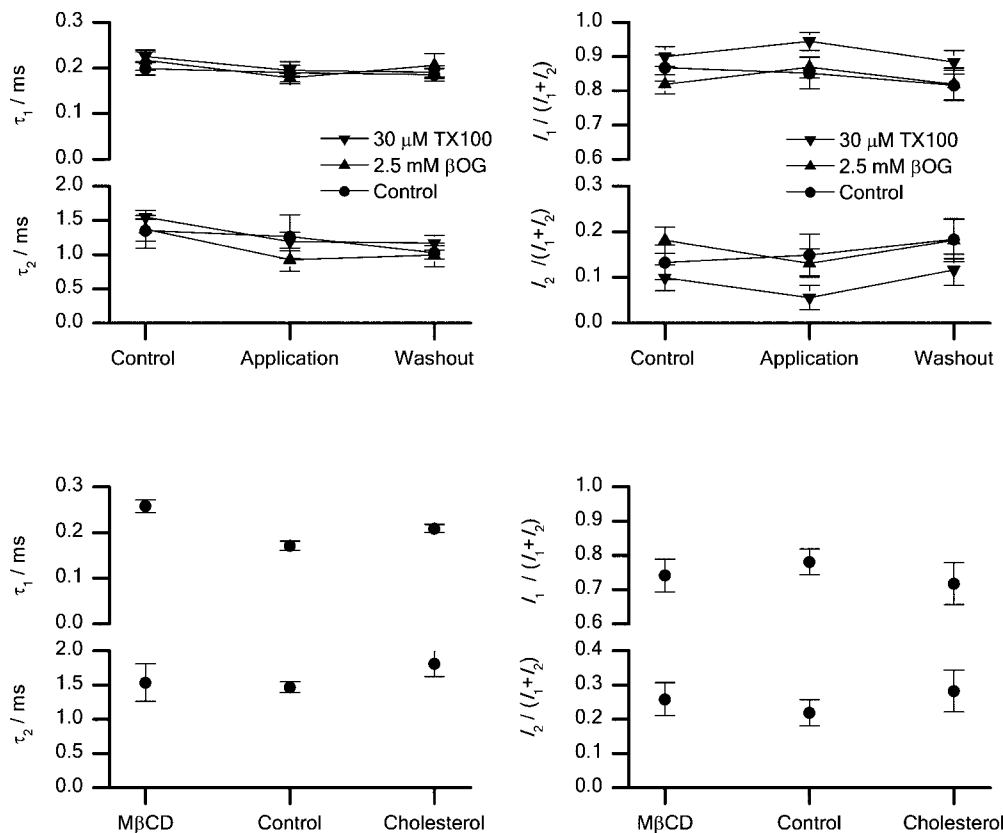 τ1 / ms
0.3
0.2
0.1
0.0
30 μM TX100
2.5 mM βOG
Control
τ2 / ms
2.0
1.5
1.0
0.5
0.0
Control
Application
Washout
I1 / (I1+I2)
1.0
0.9
0.8
0.7
0.6
30 μM TX100
2.5 mM βOG
Control
I2 /(I1+I2)
0.3
0.2
0.1
0.0
Control
Application
Washout
τ1 / ms
0.3
0.2
0.1
0.0
τ2 / ms
2.0
1.5
1.0
0.5
0.0
MβCD
Control
Cholesterol
I1 / (I1+I2)
1.0
0.9
0.8
0.7
0.6
I2 / (I1+I2)
0.4
0.3
0.2
0.1
0.0
MβCD
Control
Cholesterol